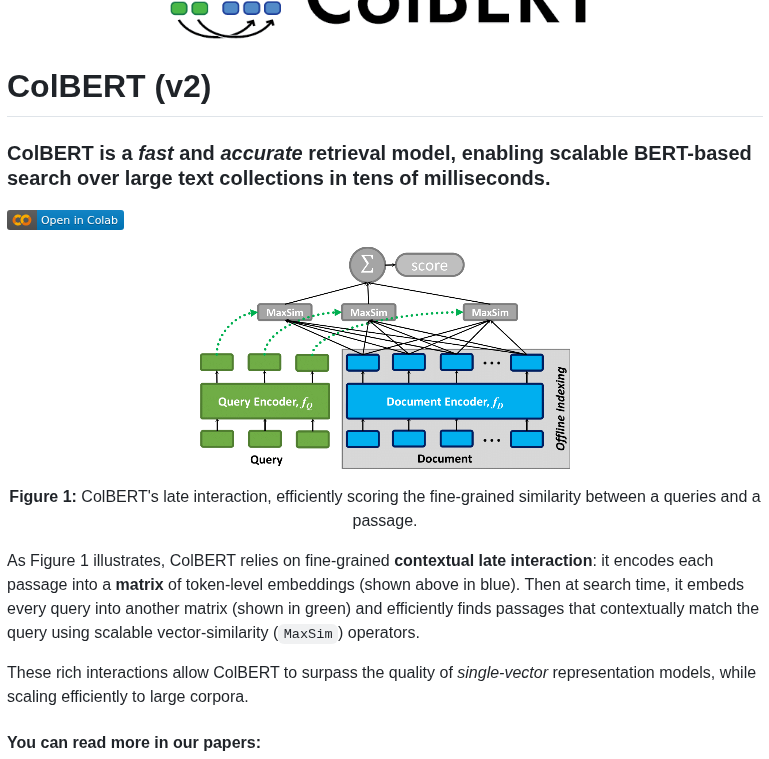 ColBERT
ColBERT (v2)
ColBERT is a fast and accurate retrieval model, enabling scalable BERT-based
search over large text collections in tens of milliseconds.
Open in Colab
Σ score
MaxSim MaxSim MaxSim
Query Encoder, f_Q Document Encoder, f_D Offline Indexing
Query Document
Figure 1: ColBERT's late interaction, efficiently scoring the fine-grained similarity between a queries and a
passage.
As Figure 1 illustrates, ColBERT relies on fine-grained contextual late interaction: it encodes each
passage into a matrix of token-level embeddings (shown above in blue). Then at search time, it embeds
every query into another matrix (shown in green) and efficiently finds passages that contextually match the
query using scalable vector-similarity ( MaxSim ) operators.
These rich interactions allow ColBERT to surpass the quality of single-vector representation models, while
scaling efficiently to large corpora.
You can read more in our papers: